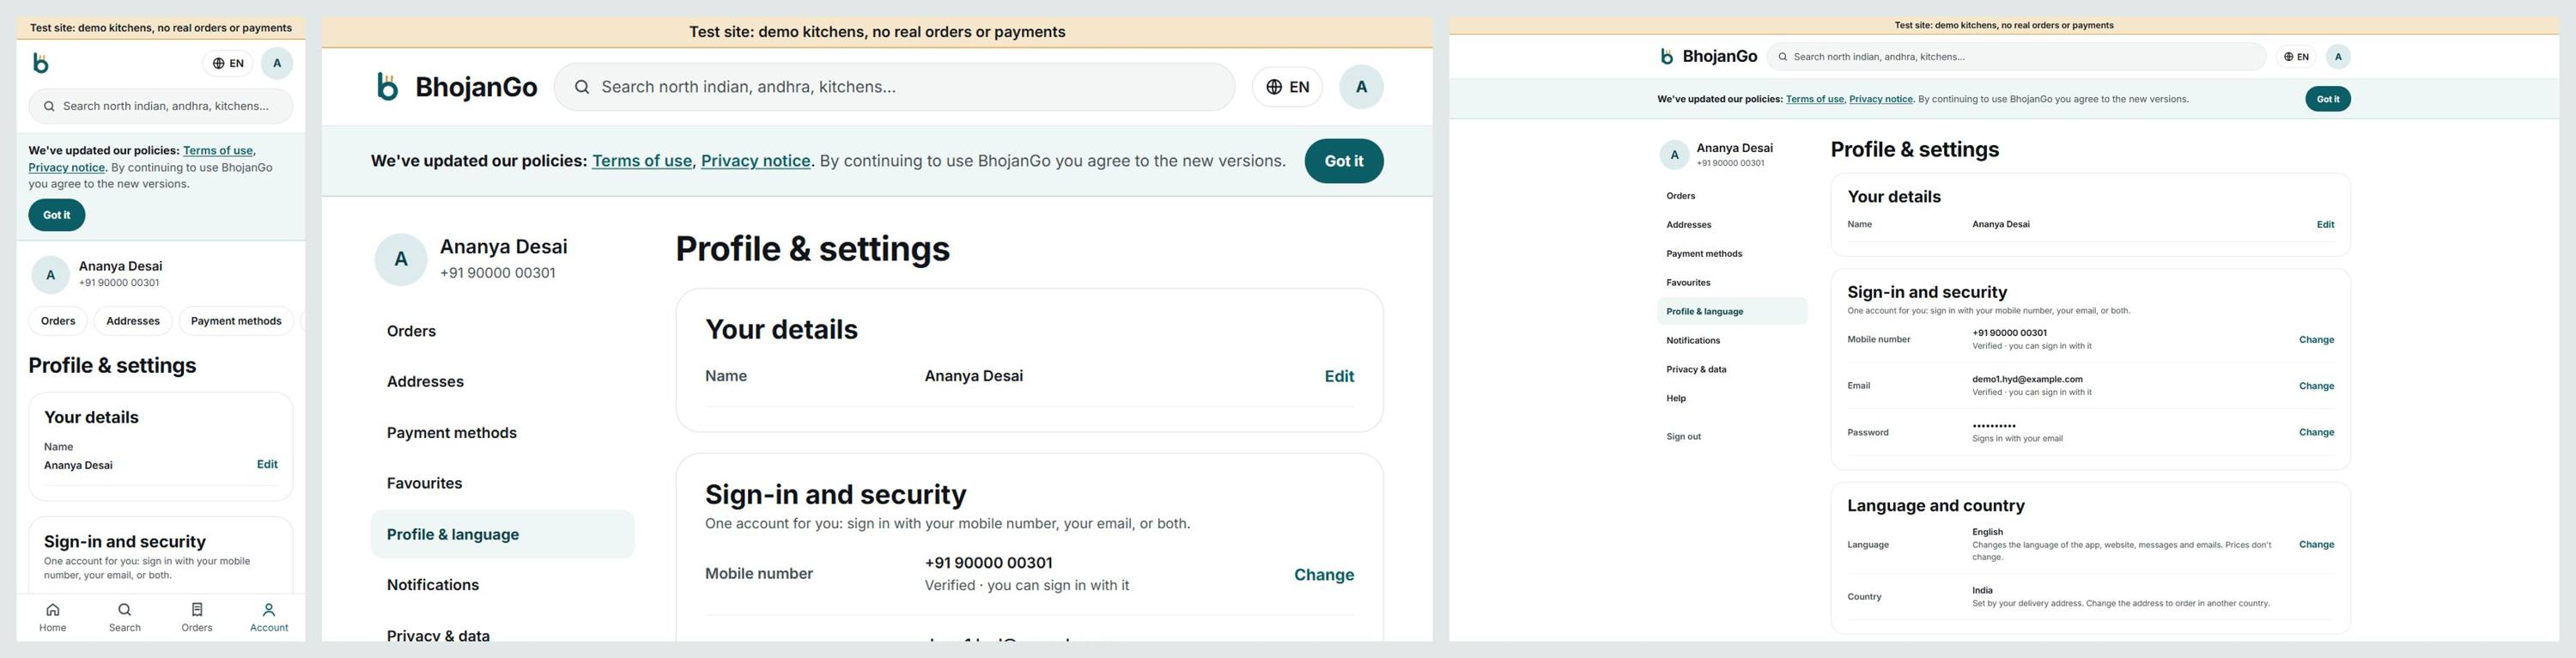 Test site: demo kitchens, no real orders or payments
EN
A
Search north indian, andhra, kitchens...
We've updated our policies: Terms of use,
Privacy notice. By continuing to use BhojanGo
you agree to the new versions.
Got it
A
Ananya Desai
+91 90000 00301
Orders
Addresses
Payment methods
Profile & settings
Your details
Name
Ananya Desai
Edit
Sign-in and security
One account for you: sign in with your mobile
number, your email, or both.
Home
Search
Orders
Account
Test site: demo kitchens, no real orders or payments
BhojanGo
Search north indian, andhra, kitchens...
EN
A
We've updated our policies: Terms of use, Privacy notice. By continuing to use BhojanGo you agree to the new versions.
Got it
A
Ananya Desai
+91 90000 00301
Orders
Addresses
Payment methods
Favourites
Profile & language
Notifications
Privacy & data
Profile & settings
Your details
Name
Ananya Desai
Edit
Sign-in and security
One account for you: sign in with your mobile number, your email, or both.
Mobile number
+91 90000 00301
Verified · you can sign in with it
Change
Test site: demo kitchens, no real orders or payments
BhojanGo
Search north indian, andhra, kitchens...
EN
A
We've updated our policies: Terms of use, Privacy notice. By continuing to use BhojanGo you agree to the new versions.
Got it
A
Ananya Desai
+91 90000 00301
Orders
Addresses
Payment methods
Favourites
Profile & language
Notifications
Privacy & data
Help
Sign out
Profile & settings
Your details
Name
Ananya Desai
Edit
Sign-in and security
One account for you: sign in with your mobile number, your email, or both.
Mobile number
+91 90000 00301
Verified · you can sign in with it
Change
Email
demo1.hyd@example.com
Verified · you can sign in with it
Change
Password
••••••••••
Signs in with your email
Change
Language and country
Language
English
Changes the language of the app, website, messages and emails. Prices don't
change.
Change
Country
India
Set by your delivery address. Change the address to order in another country.